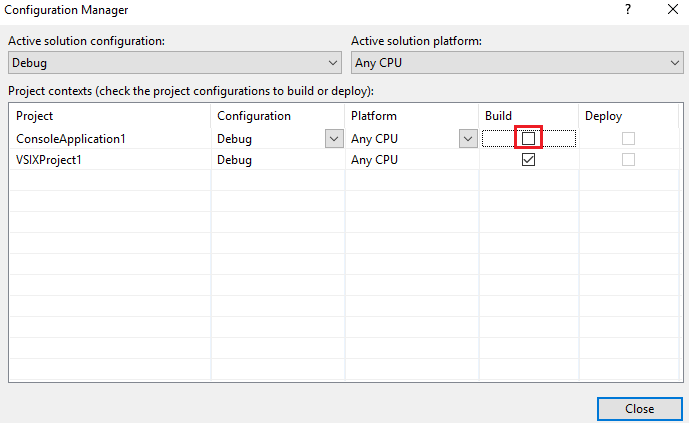 Configuration Manager ?
Active solution configuration: Active solution platform:
Debug Any CPU
Project contexts (check the project configurations to build or deploy):
Project Configuration Platform Build Deploy
ConsoleApplication1 Debug Any CPU
VSIXProject1 Debug Any CPU
Close